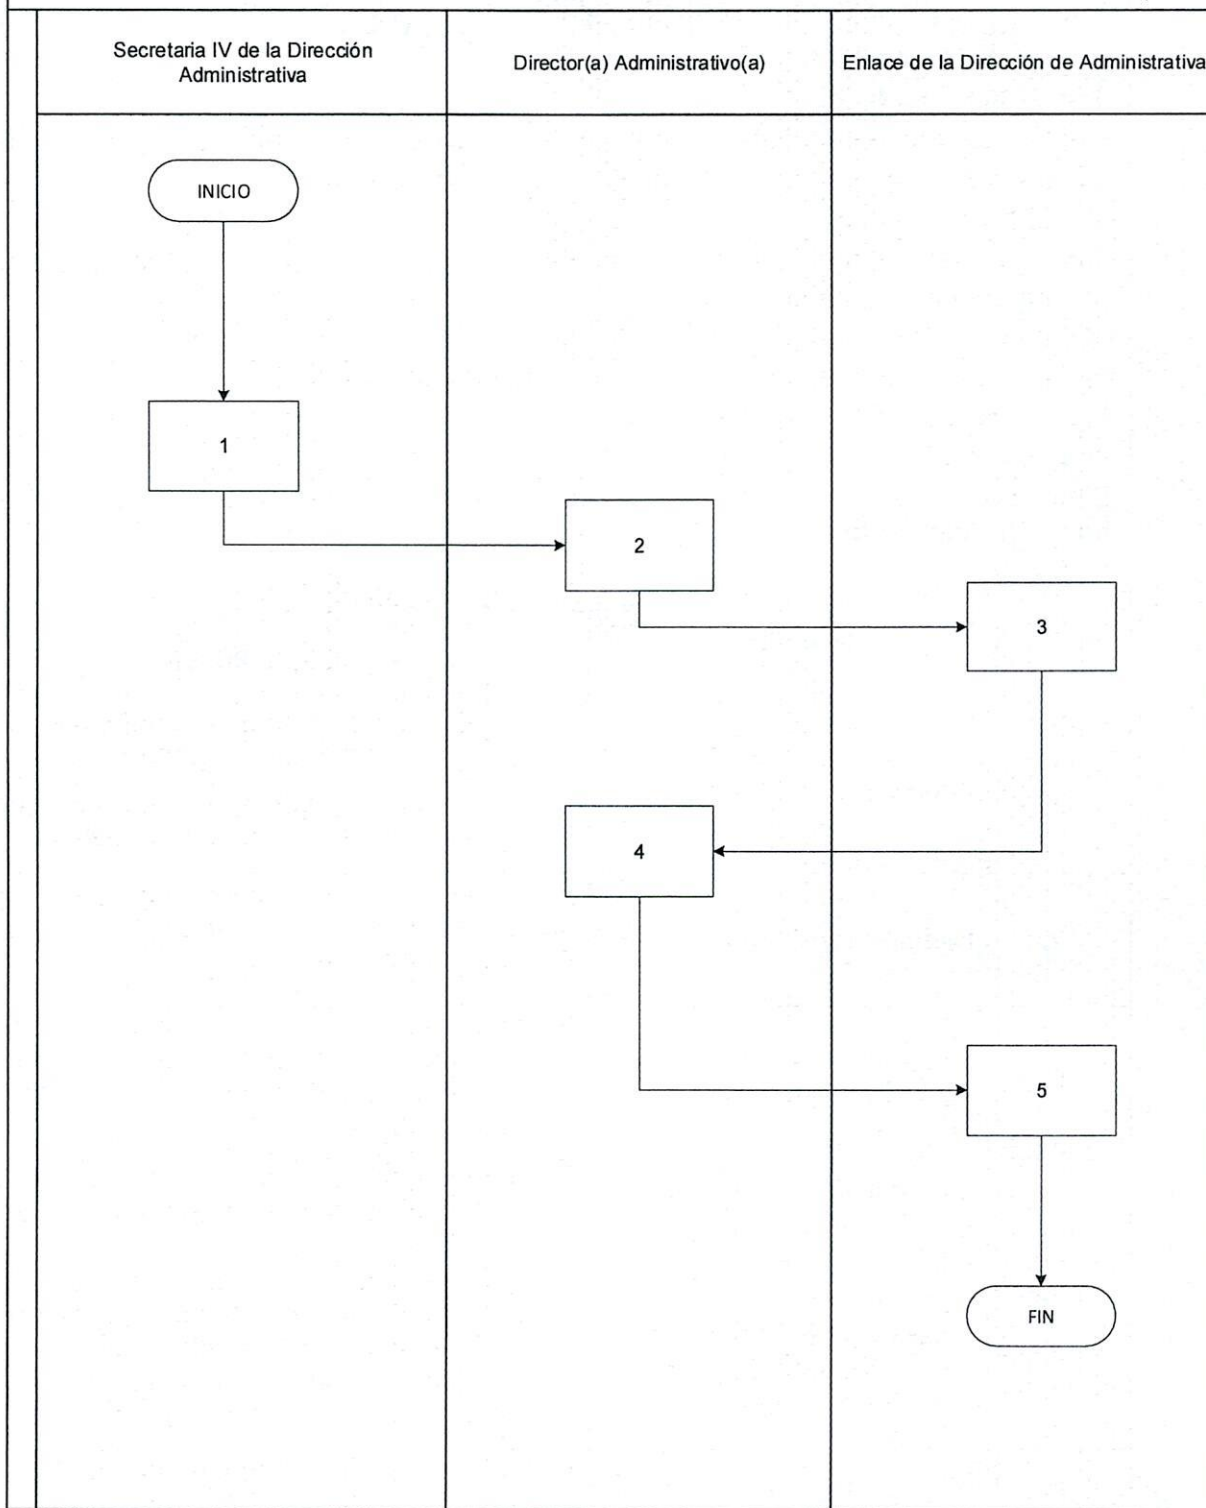 Secretaria IV de la Dirección
Administrativa
Director(a) Administrativo(a)
Enlace de la Dirección de Administrativa
INICIO
1
2
3
4
5
FIN